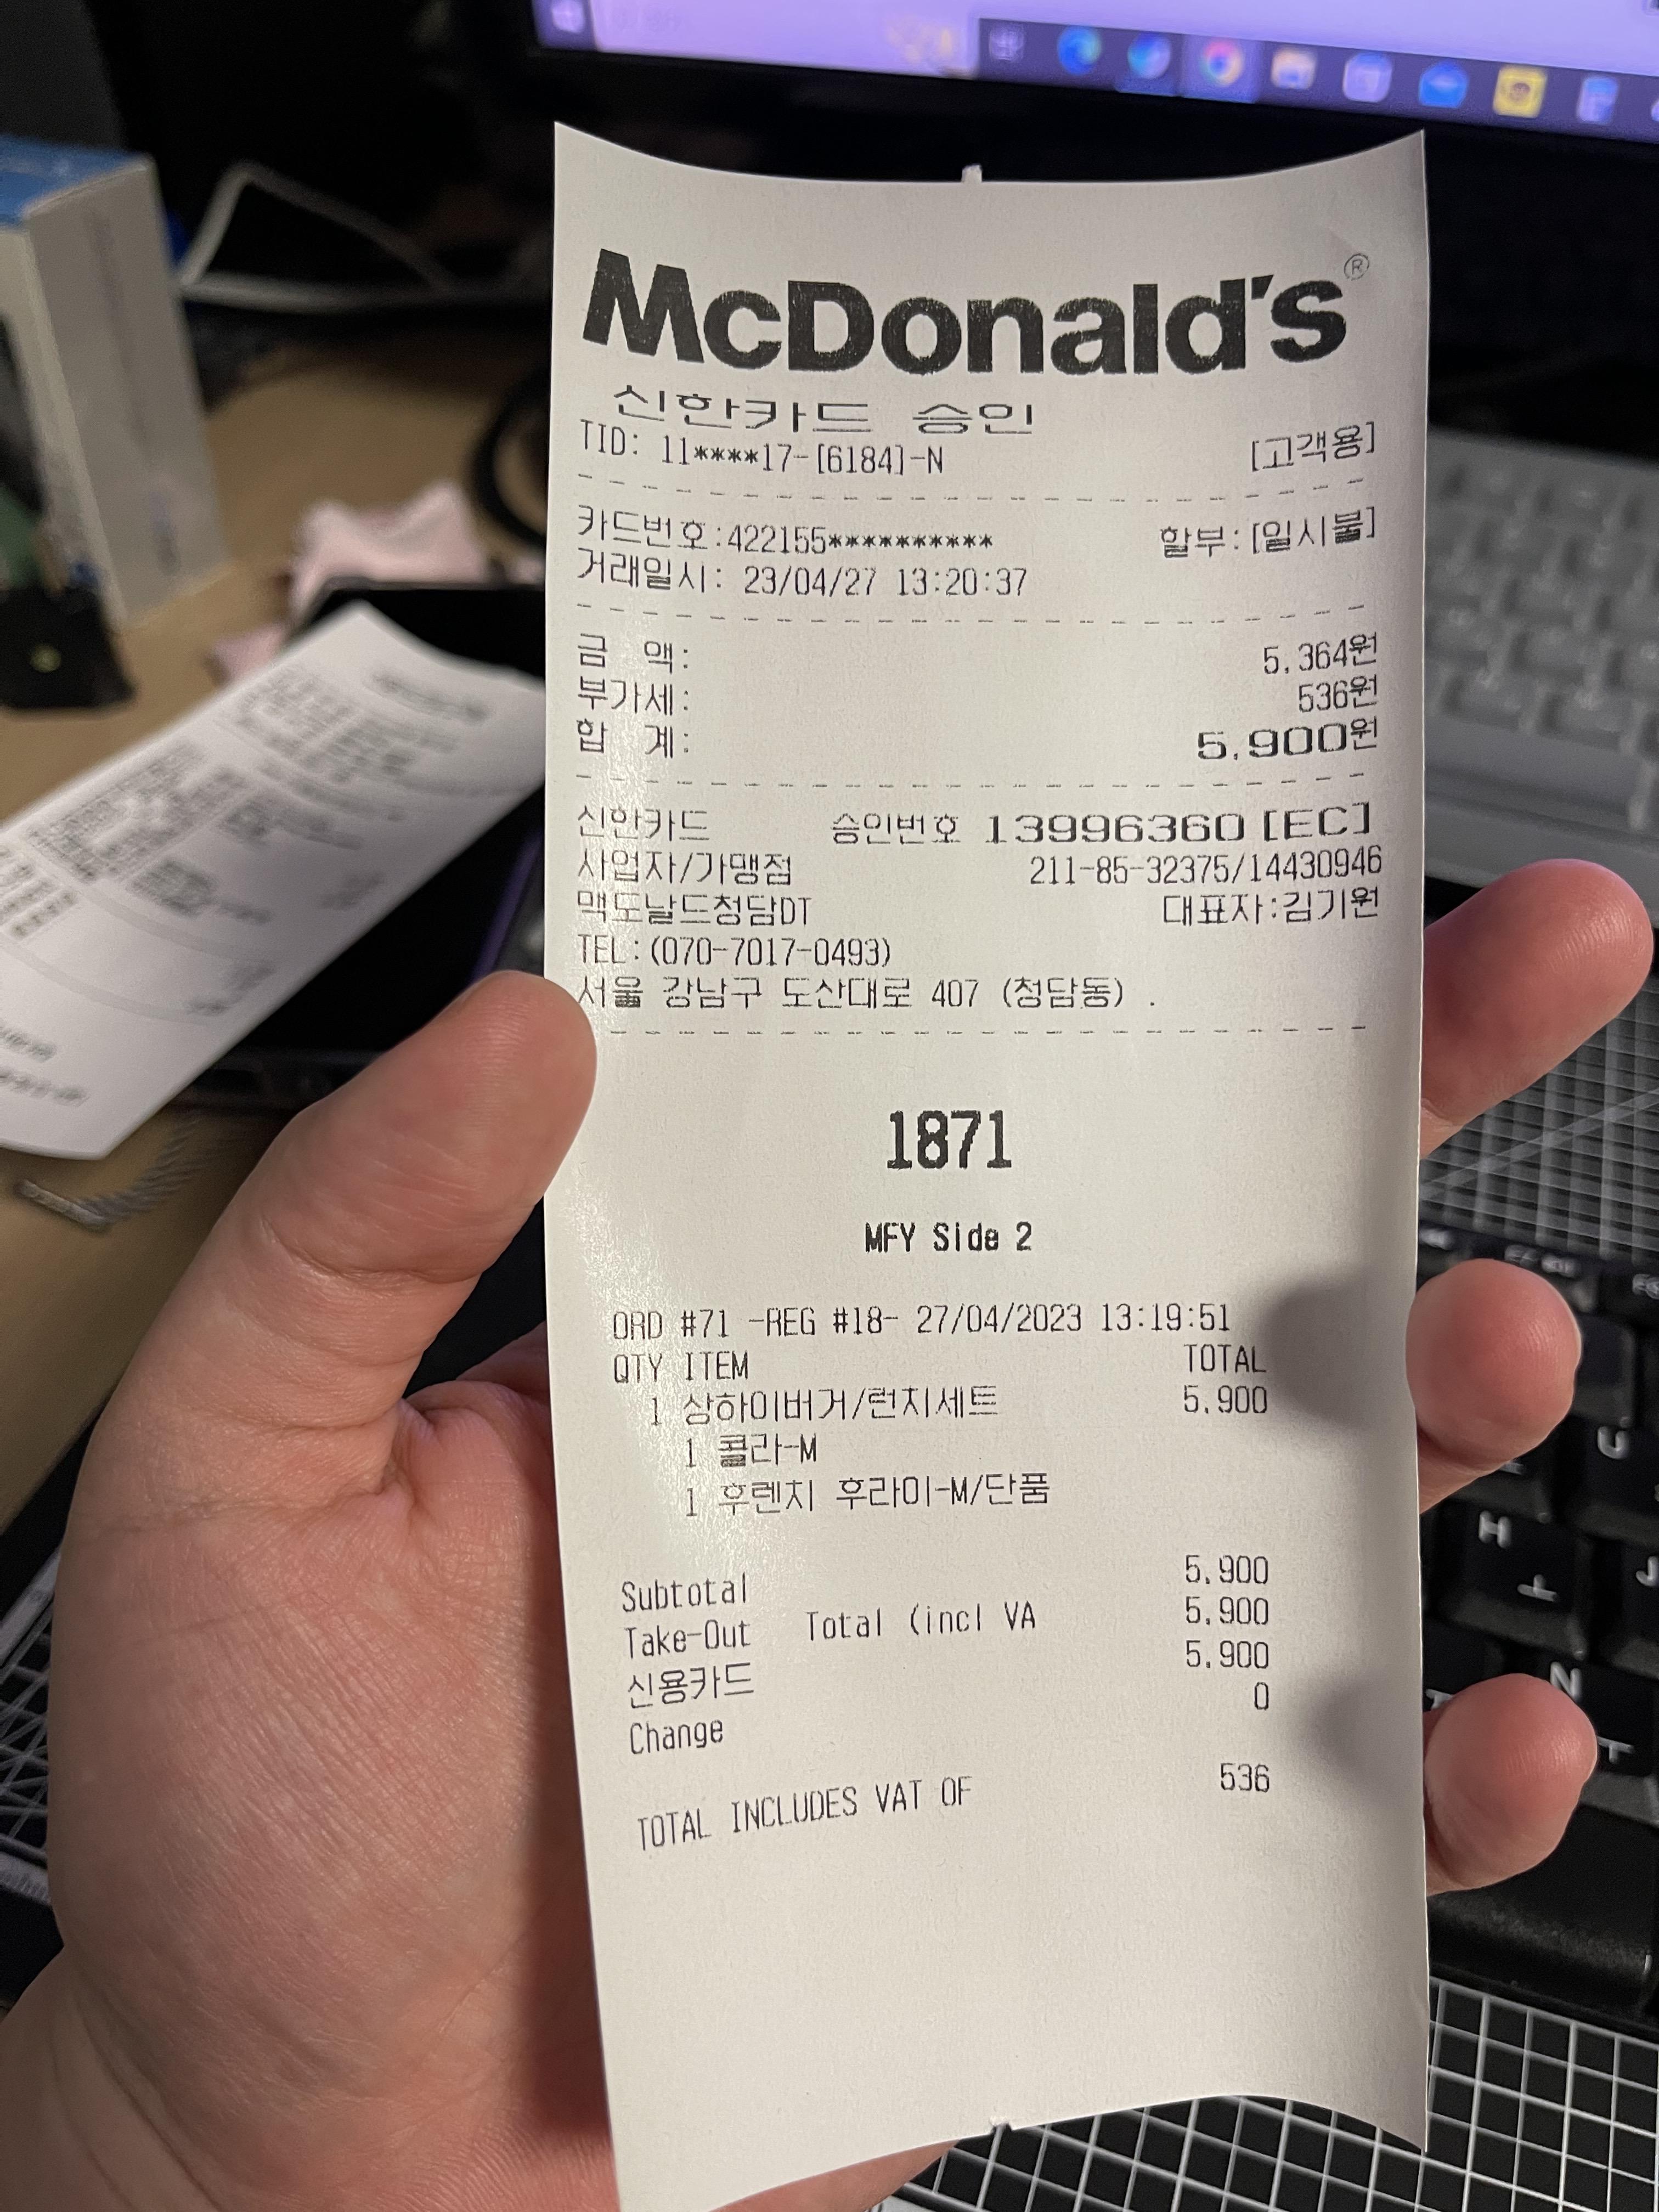 McDonald's®
신한카드 승인
TID: 11****17-[6184]-N [고객용]
카드번호:422155********** 할부:[일시불]
거래일시: 23/04/27 13:20:37
금 액: 5,364원
부가세: 536원
합 계: 5,900원
신한카드 승인번호 13996360 [EC]
사업자/가맹점 211-85-32375/14430946
맥도날드청담DT 대표자:김기원
TEL:(070-7017-0493)
서울 강남구 도산대로 407 (청담동) .
1871
MFY Side 2
ORD #71 -REG #18- 27/04/2023 13:19:51
QTY ITEM TOTAL
1 상하이버거/런치세트 5.900
1 콜라-M
1 후렌치 후라이-M/단품
Subtotal 5.900
Take-Out Total (incl VA 5.900
신용카드 5.900
Change 0
TOTAL INCLUDES VAT OF 536
G
H
J
N